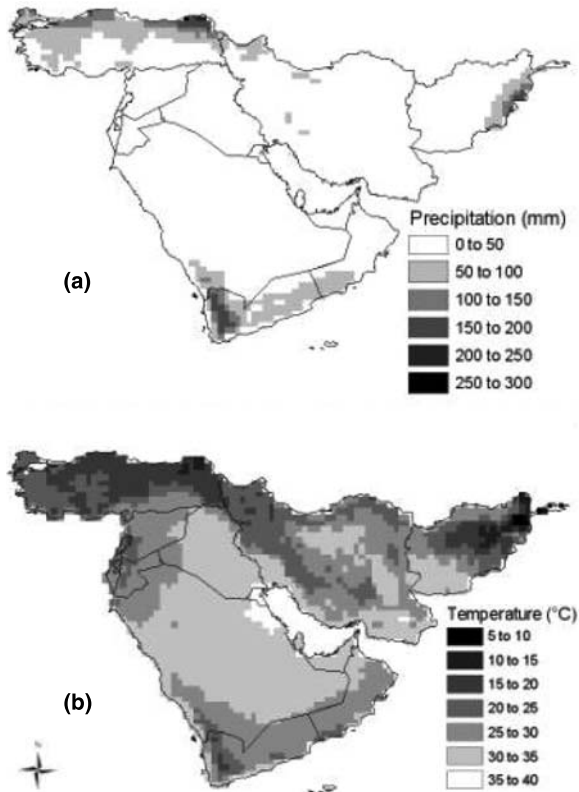 Precipitation (mm)
0 to 50
50 to 100
(a)
100 to 150
150 to 200
200 to 250
250 to 300
Temperature (°C)
5 to 10
10 to 15
15 to 20
20 to 25
(b)
25 to 30
30 to 35
35 to 40